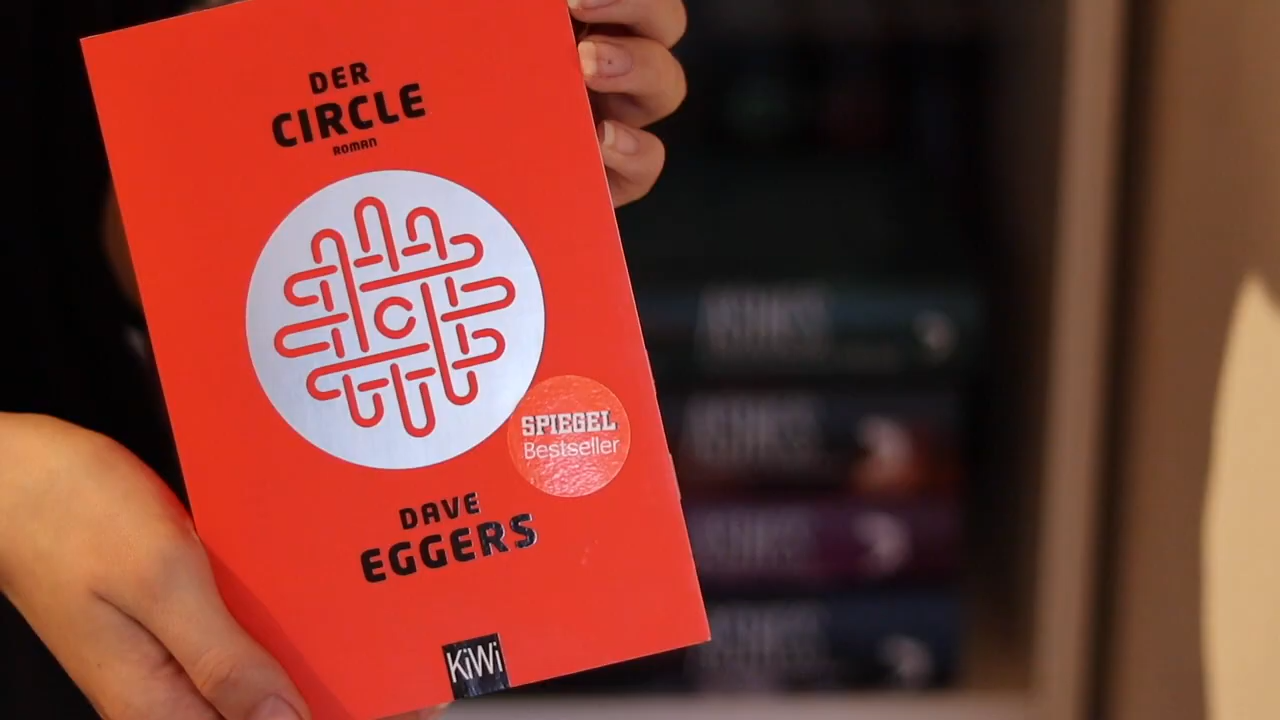 DER
CIRCLE
ROMAN
C
SPIEGEL
Bestseller
DAVE
EGGERS
KiWi